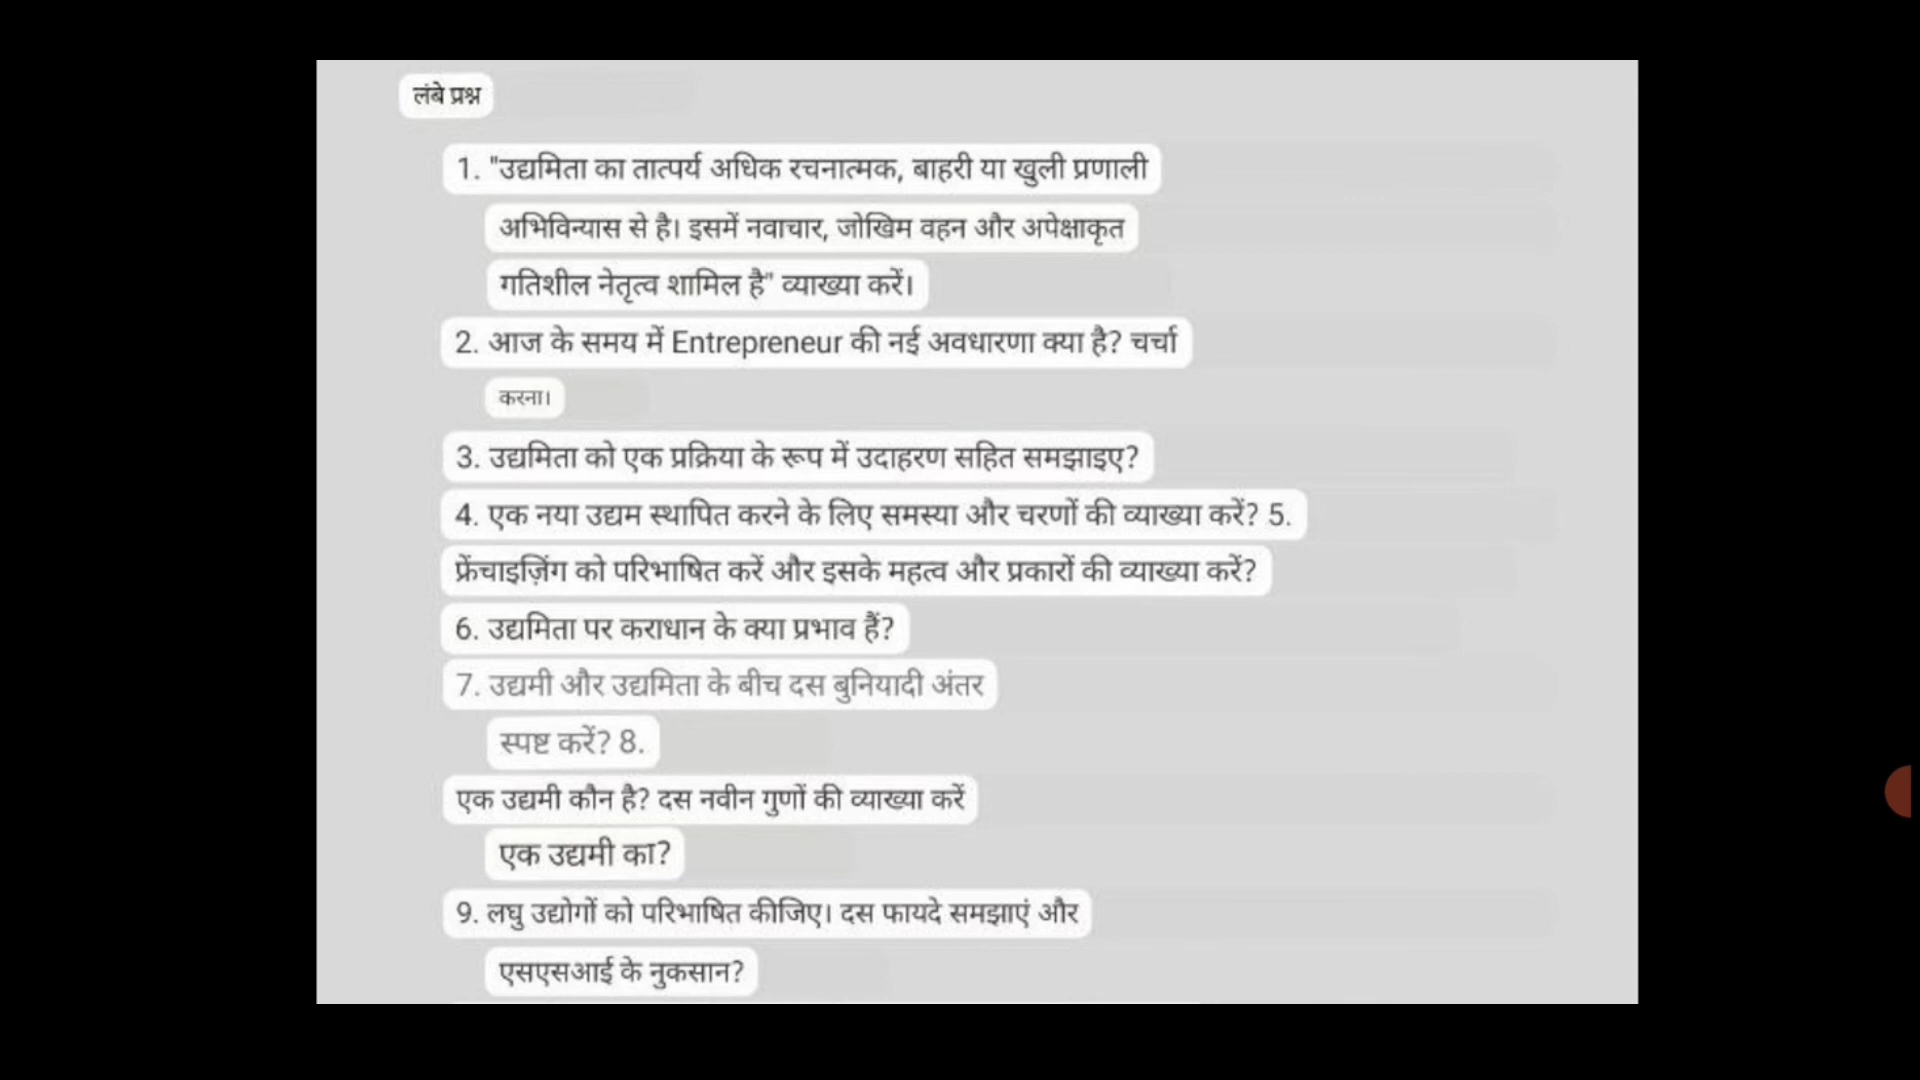 लंबे प्रश्न
1. "उद्यमिता का तात्पर्य अधिक रचनात्मक, बाहरी या खुली प्रणाली
अभिविन्यास से है। इसमें नवाचार, जोखिम वहन और अपेक्षाकृत
गतिशील नेतृत्व शामिल है" व्याख्या करें।
2. आज के समय में Entrepreneur की नई अवधारणा क्या है? चर्चा
करना।
3. उद्यमिता को एक प्रक्रिया के रूप में उदाहरण सहित समझाइए?
4. एक नया उद्यम स्थापित करने के लिए समस्या और चरणों की व्याख्या करें? 5.
फ्रेंचाइज़िंग को परिभाषित करें और इसके महत्व और प्रकारों की व्याख्या करें?
6. उद्यमिता पर कराधान के क्या प्रभाव हैं?
7. उद्यमी और उद्यमिता के बीच दस बुनियादी अंतर
स्पष्ट करें? 8.
एक उद्यमी कौन है? दस नवीन गुणों की व्याख्या करें
एक उद्यमी का?
9. लघु उद्योगों को परिभाषित कीजिए। दस फायदे समझाएं और
एसएसआई के नुकसान?